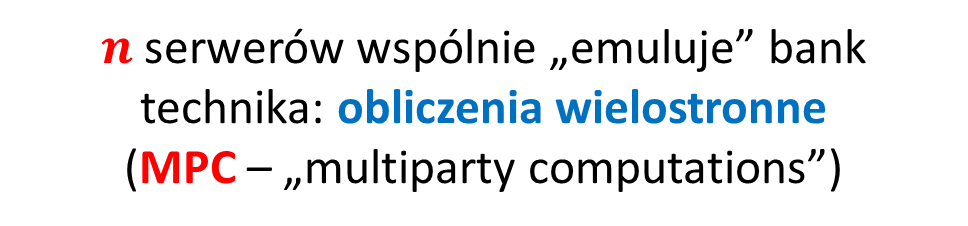 n serwerów wspólnie „emuluje” bank
technika: obliczenia wielostronne
(MPC – „multiparty computations”)